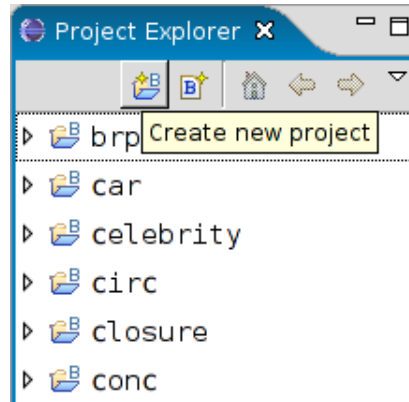 Project Explorer
B
B brp Create new project
B car
B celebrity
B circ
B closure
B conc